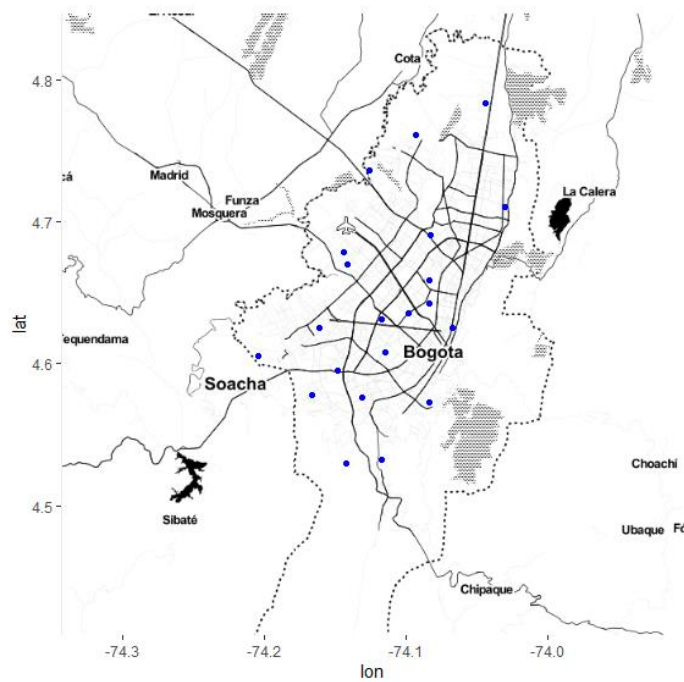 4.8
4.7
4.6
4.5
lat
Cota
Madrid
Funza
Mosquera
La Calera
Bogota
Soacha
Choachí
Sibaté
Ubaque
Chipaque
-74.3
-74.2
-74.1
-74.0
lon